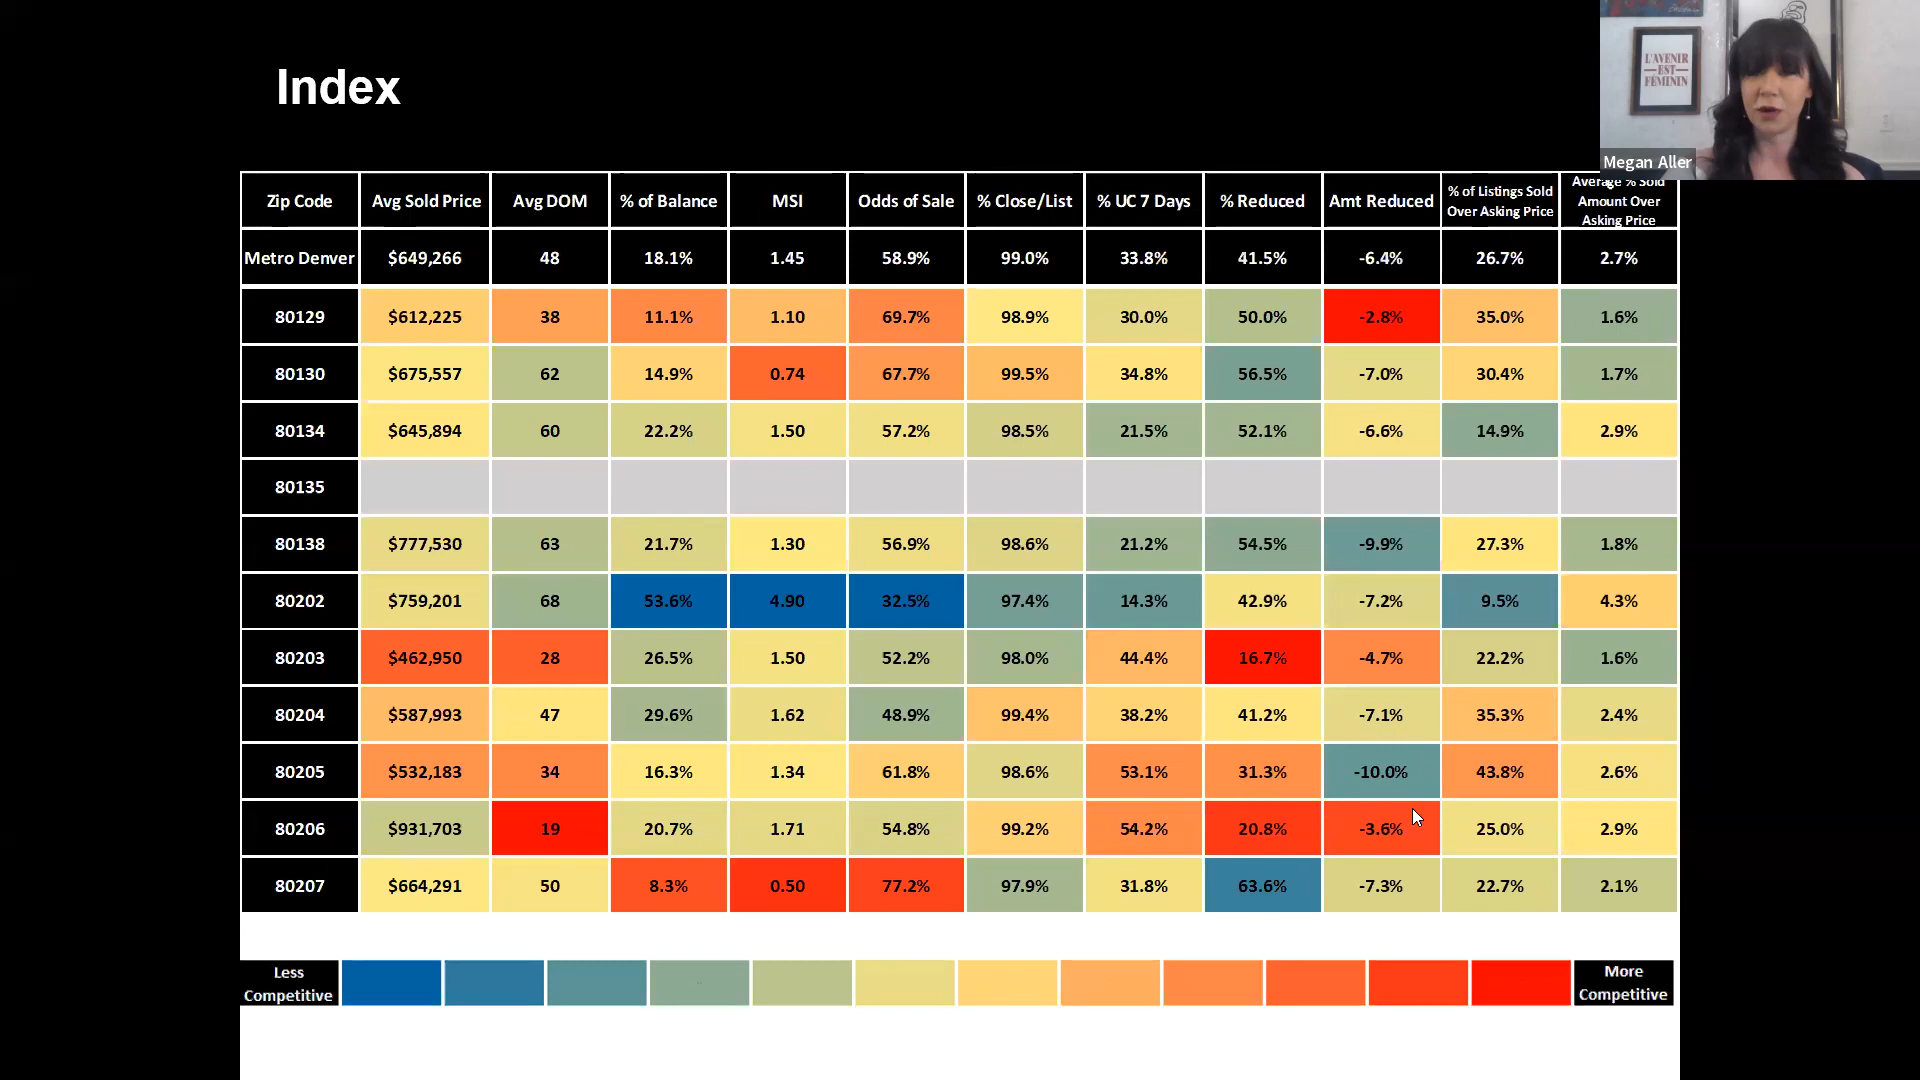 Index
L'AVENIR
EST
FÉMININ
Megan Aller
Zip Code Avg Sold Price Avg DOM % of Balance MSI Odds of Sale % Close/List % UC 7 Days % Reduced Amt Reduced % of Listings Sold Over Asking Price Average % Sold Amount Over Asking Price
Metro Denver $649,266 48 18.1% 1.45 58.9% 99.0% 33.8% 41.5% -6.4% 26.7% 2.7%
80129 $612,225 38 11.1% 1.10 69.7% 98.9% 30.0% 50.0% -2.8% 35.0% 1.6%
80130 $675,557 62 14.9% 0.74 67.7% 99.5% 34.8% 56.5% -7.0% 30.4% 1.7%
80134 $645,894 60 22.2% 1.50 57.2% 98.5% 21.5% 52.1% -6.6% 14.9% 2.9%
80135
80138 $777,530 63 21.7% 1.30 56.9% 98.6% 21.2% 54.5% -9.9% 27.3% 1.8%
80202 $759,201 68 53.6% 4.90 32.5% 97.4% 14.3% 42.9% -7.2% 9.5% 4.3%
80203 $462,950 28 26.5% 1.50 52.2% 98.0% 44.4% 16.7% -4.7% 22.2% 1.6%
80204 $587,993 47 29.6% 1.62 48.9% 99.4% 38.2% 41.2% -7.1% 35.3% 2.4%
80205 $532,183 34 16.3% 1.34 61.8% 98.6% 53.1% 31.3% -10.0% 43.8% 2.6%
80206 $931,703 19 20.7% 1.71 54.8% 99.2% 54.2% 20.8% -3.6% 25.0% 2.9%
80207 $664,291 50 8.3% 0.50 77.2% 97.9% 31.8% 63.6% -7.3% 22.7% 2.1%
Less
Competitive
More
Competitive